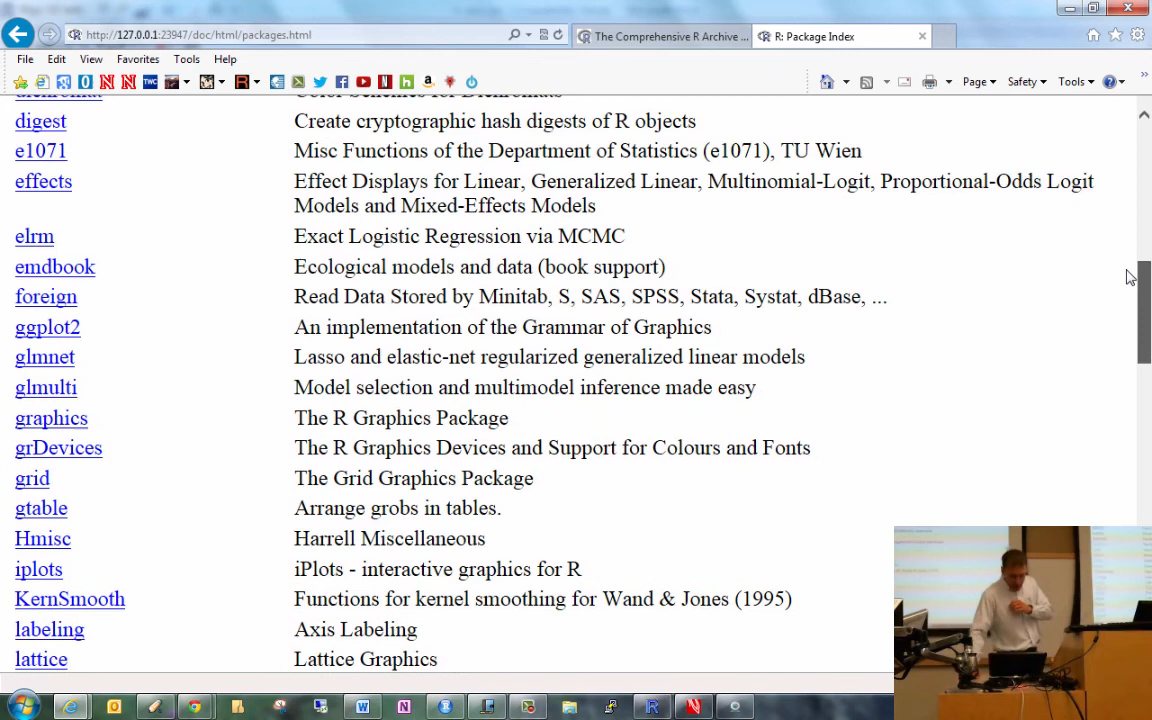 http://127.0.0.1:23947/doc/html/packages.html
The Comprehensive R Archive ...
R: Package Index
File Edit View Favorites Tools Help
Page Safety Tools
dichromat Color Schemes for Dichromats
digest Create cryptographic hash digests of R objects
e1071 Misc Functions of the Department of Statistics (e1071), TU Wien
effects Effect Displays for Linear, Generalized Linear, Multinomial-Logit, Proportional-Odds Logit
Models and Mixed-Effects Models
elrm Exact Logistic Regression via MCMC
emdbook Ecological models and data (book support)
foreign Read Data Stored by Minitab, S, SAS, SPSS, Stata, Systat, dBase, ...
ggplot2 An implementation of the Grammar of Graphics
glmnet Lasso and elastic-net regularized generalized linear models
glmulti Model selection and multimodel inference made easy
graphics The R Graphics Package
grDevices The R Graphics Devices and Support for Colours and Fonts
grid The Grid Graphics Package
gtable Arrange grobs in tables.
Hmisc Harrell Miscellaneous
iplots iPlots - interactive graphics for R
KernSmooth Functions for kernel smoothing for Wand & Jones (1995)
labeling Axis Labeling
lattice Lattice Graphics